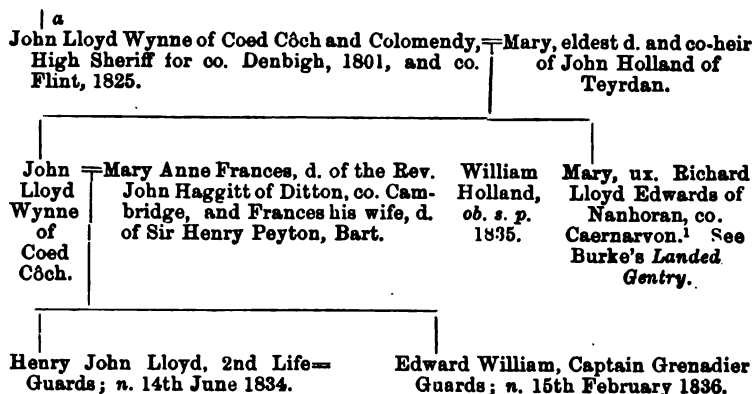 a
John Lloyd Wynne of Coed Côch and Colomendy,
High Sheriff for co. Denbigh, 1801, and co.
Flint, 1825.
=Mary, eldest d. and co-heir
of John Holland of
Teyrdan.
John
Lloyd
Wynne
of
Coed
Côch.
=Mary Anne Frances, d. of the Rev.
John Haggitt of Ditton, co. Cam-
bridge, and Frances his wife, d.
of Sir Henry Peyton, Bart.
William
Holland,
ob. s. p.
1835.
Mary, ux. Richard
Lloyd Edwards of
Nanhoran, co.
Caernarvon.¹ See
Burke's Landed
Gentry.
Henry John Lloyd, 2nd Life=
Guards; n. 14th June 1834.
Edward William, Captain Grenadier
Guards; n. 15th February 1836.